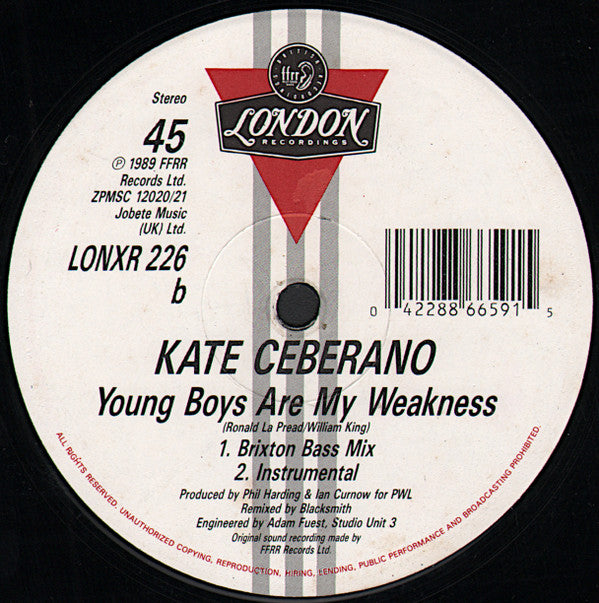 ffrr
LONDON
RECORDINGS
Stereo
45
℗ 1989 FFRR
Records Ltd.
ZPMSC 12020/21
Jobete Music
(UK) Ltd.
LONXR 226
b
0 42288 66591 5
KATE CEBERANO
Young Boys Are My Weakness
(Ronald La Pread/William King)
1. Brixton Bass Mix
2. Instrumental
Produced by Phil Harding & Ian Curnow for PWL
Remixed by Blacksmith
Engineered by Adam Fuest, Studio Unit 3
Original sound recording made by
FFRR Records Ltd.
ALL RIGHTS RESERVED. UNAUTHORIZED COPYING, REPRODUCTION, HIRING, LENDING, PUBLIC PERFORMANCE AND BROADCASTING PROHIBITED.